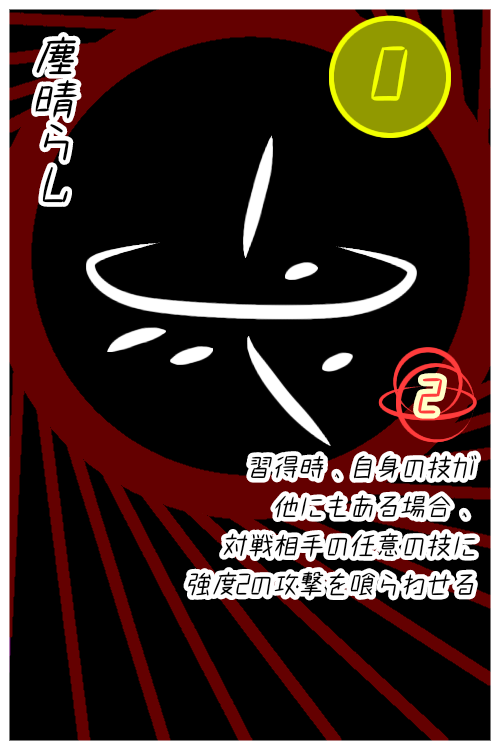 塵晴らし
0
2
習得時、自身の技が
他にもある場合、
対戦相手の任意の技に
強度2の攻撃を喰らわせる